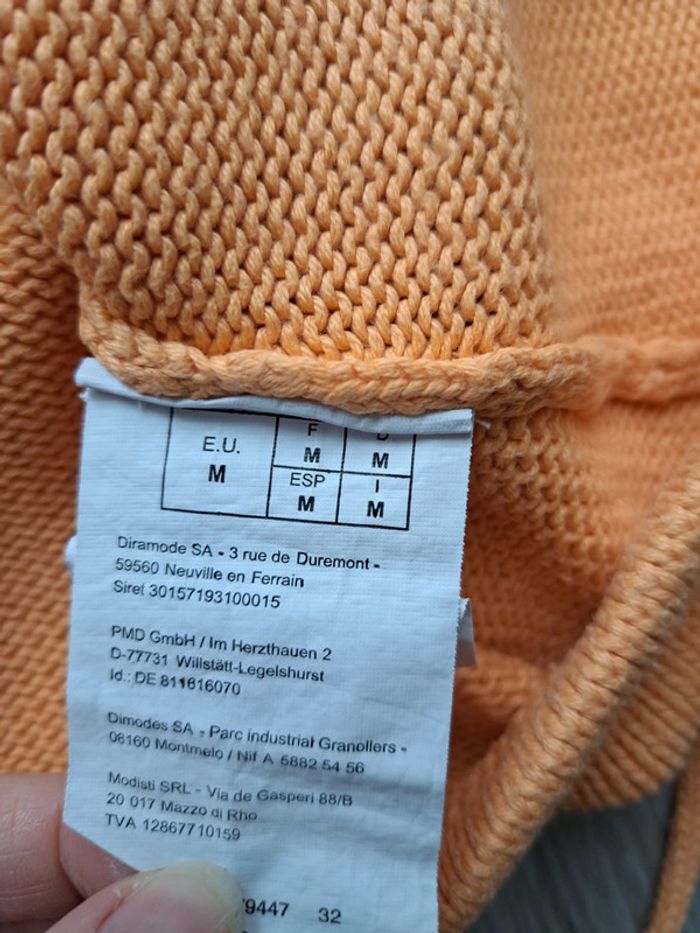 E.U.
M
F
M
D
M
ESP
M
I
M
Diramode SA - 3 rue de Duremont -
59560 Neuville en Ferrain
Siret 30157193100015
PMD GmbH / Im Herzthauen 2
D-77731 Willstätt-Legelshurst
Id.: DE 811616070
Dimodes SA - Parc industrial Granollers -
08160 Montmelo / Nif A 5882 54 56
Modisti SRL - Via de Gasperi 88/B
20 017 Mazzo di Rho
TVA 12867710159
9447 32